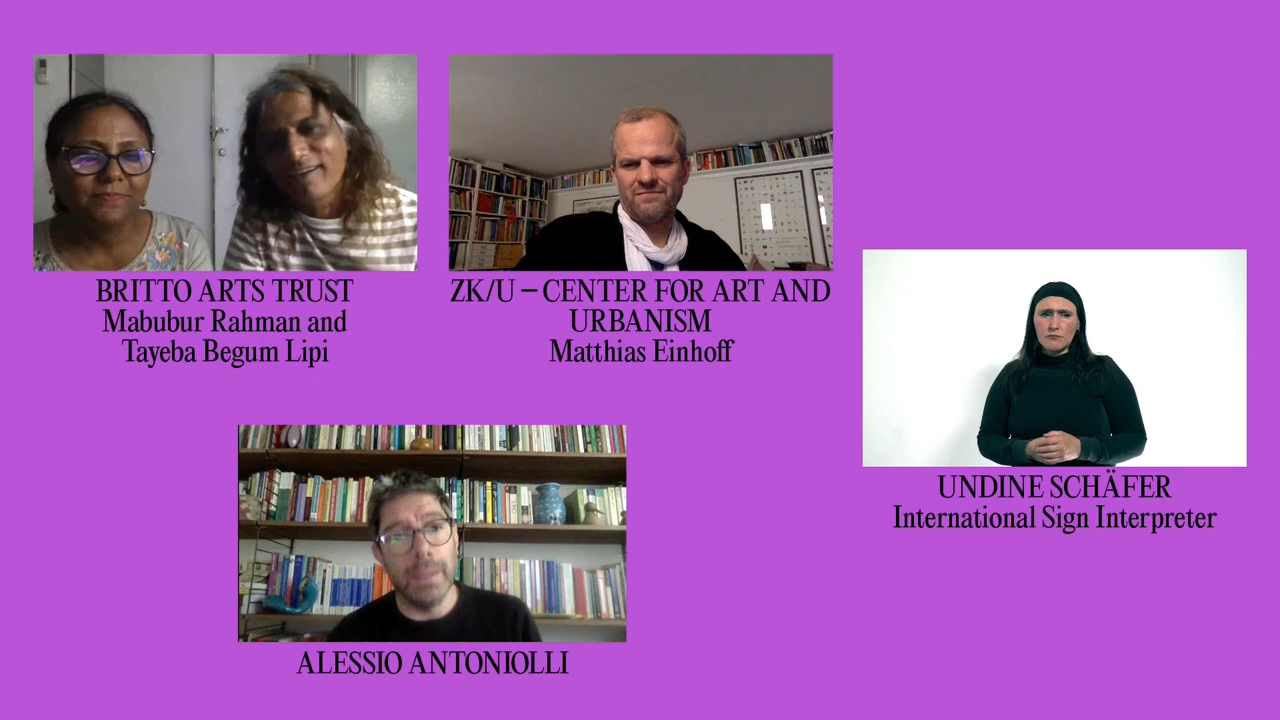 BRITTO ARTS TRUST
Mabubur Rahman and
Tayeba Begum Lipi
ZK/U – CENTER FOR ART AND
URBANISM
Matthias Einhoff
UNDINE SCHÄFER
International Sign Interpreter
ALESSIO ANTONIOLLI